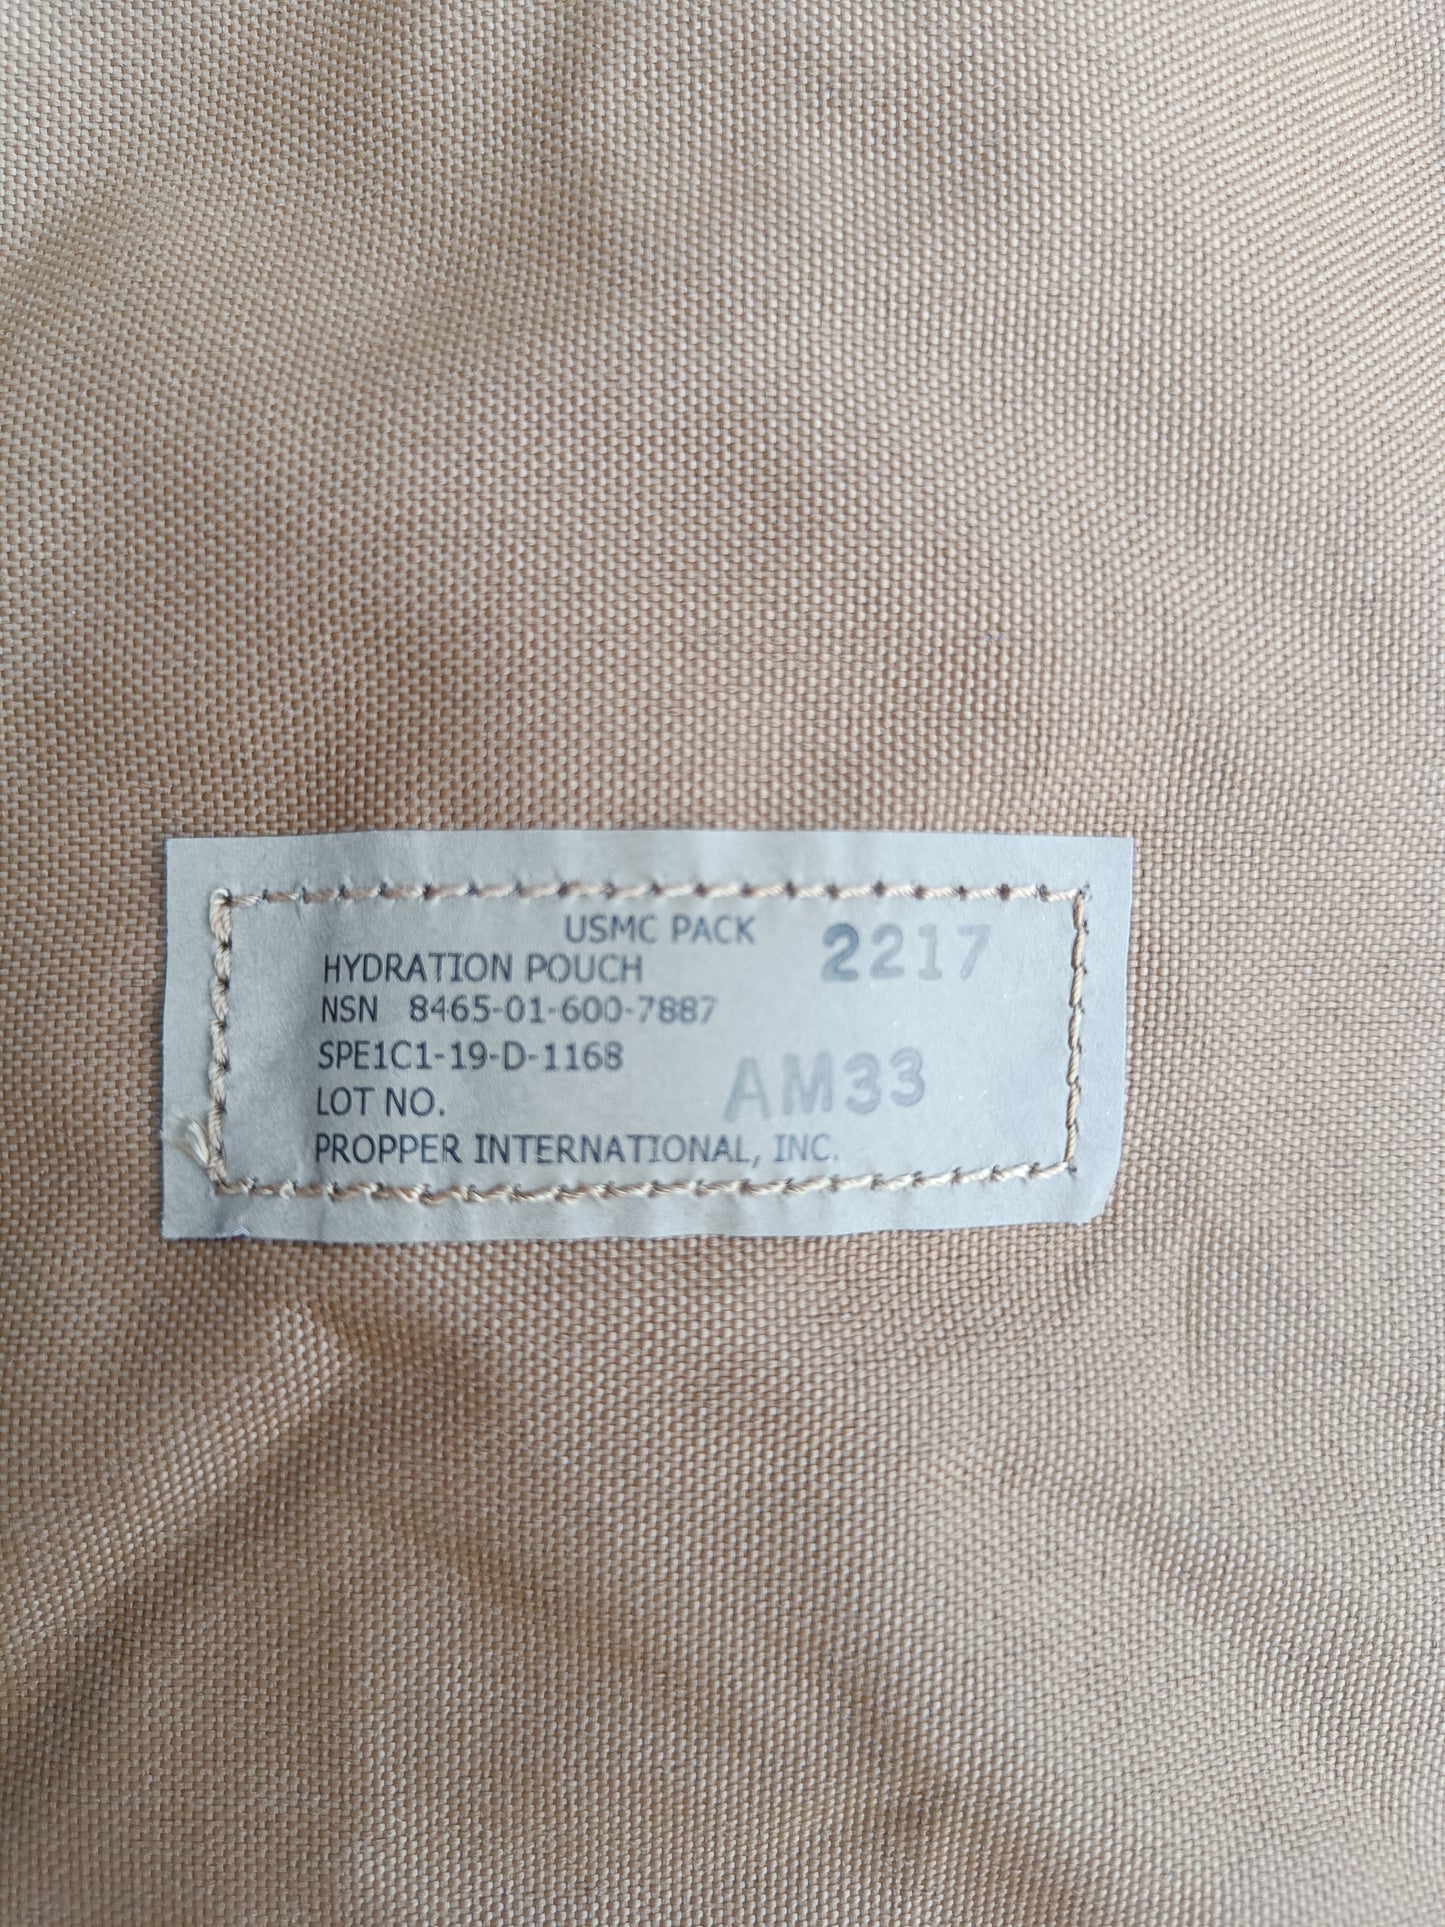 USMC PACK
HYDRATION POUCH 2217
NSN 8465-01-600-7887
SPE1C1-19-D-1168
LOT NO. AM33
PROPPER INTERNATIONAL, INC.